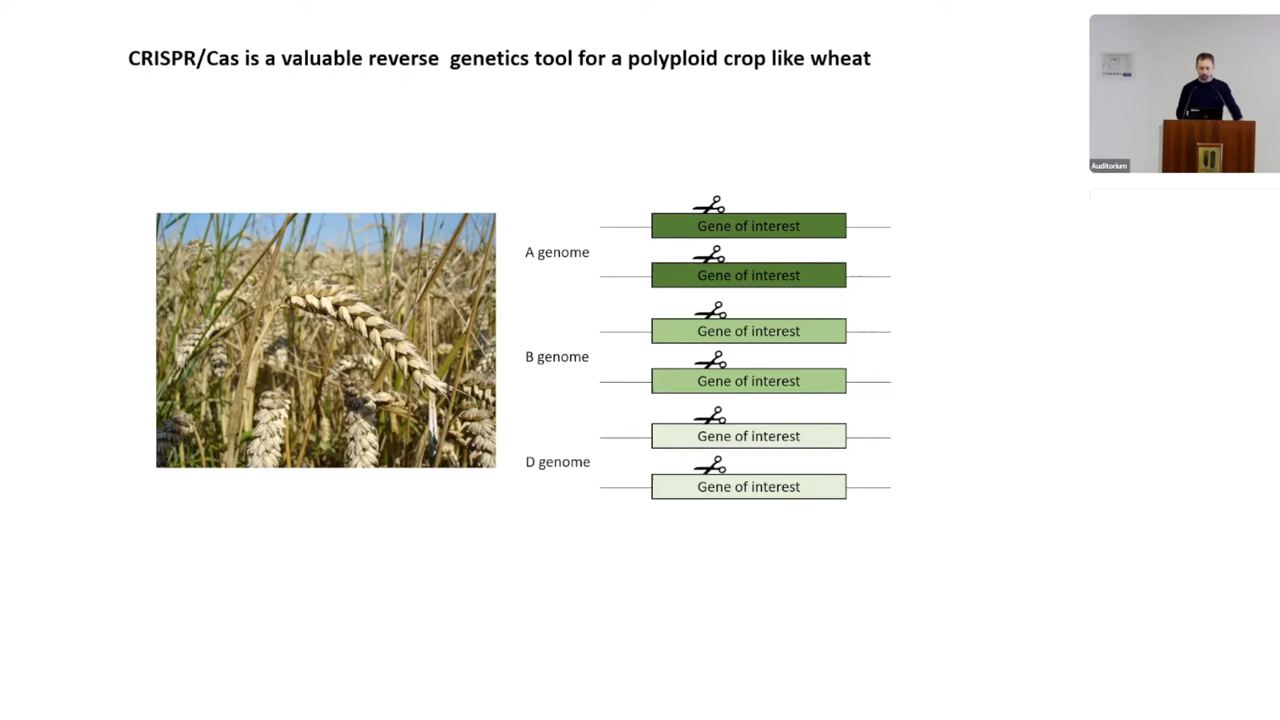 CRISPR/Cas is a valuable reverse genetics tool for a polyploid crop like wheat
Auditorium
A genome
Gene of interest
Gene of interest
B genome
Gene of interest
Gene of interest
D genome
Gene of interest
Gene of interest